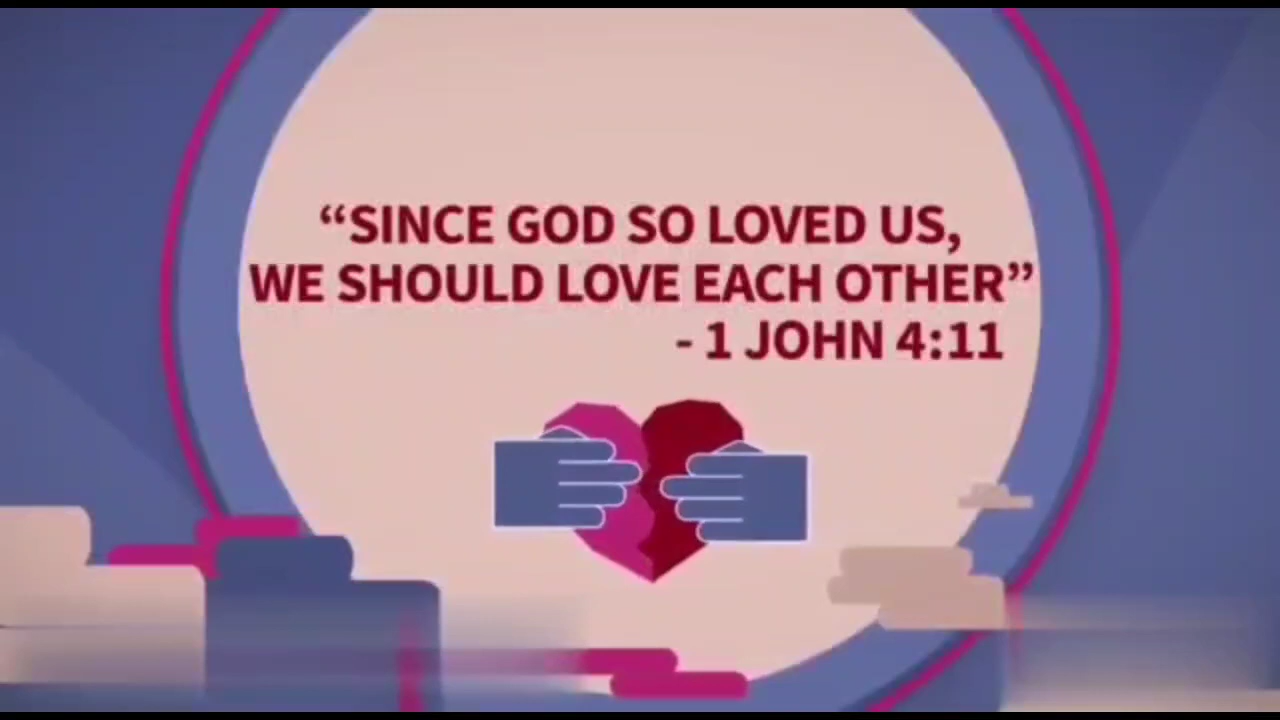 “SINCE GOD SO LOVED US,
WE SHOULD LOVE EACH OTHER”
- 1 JOHN 4:11